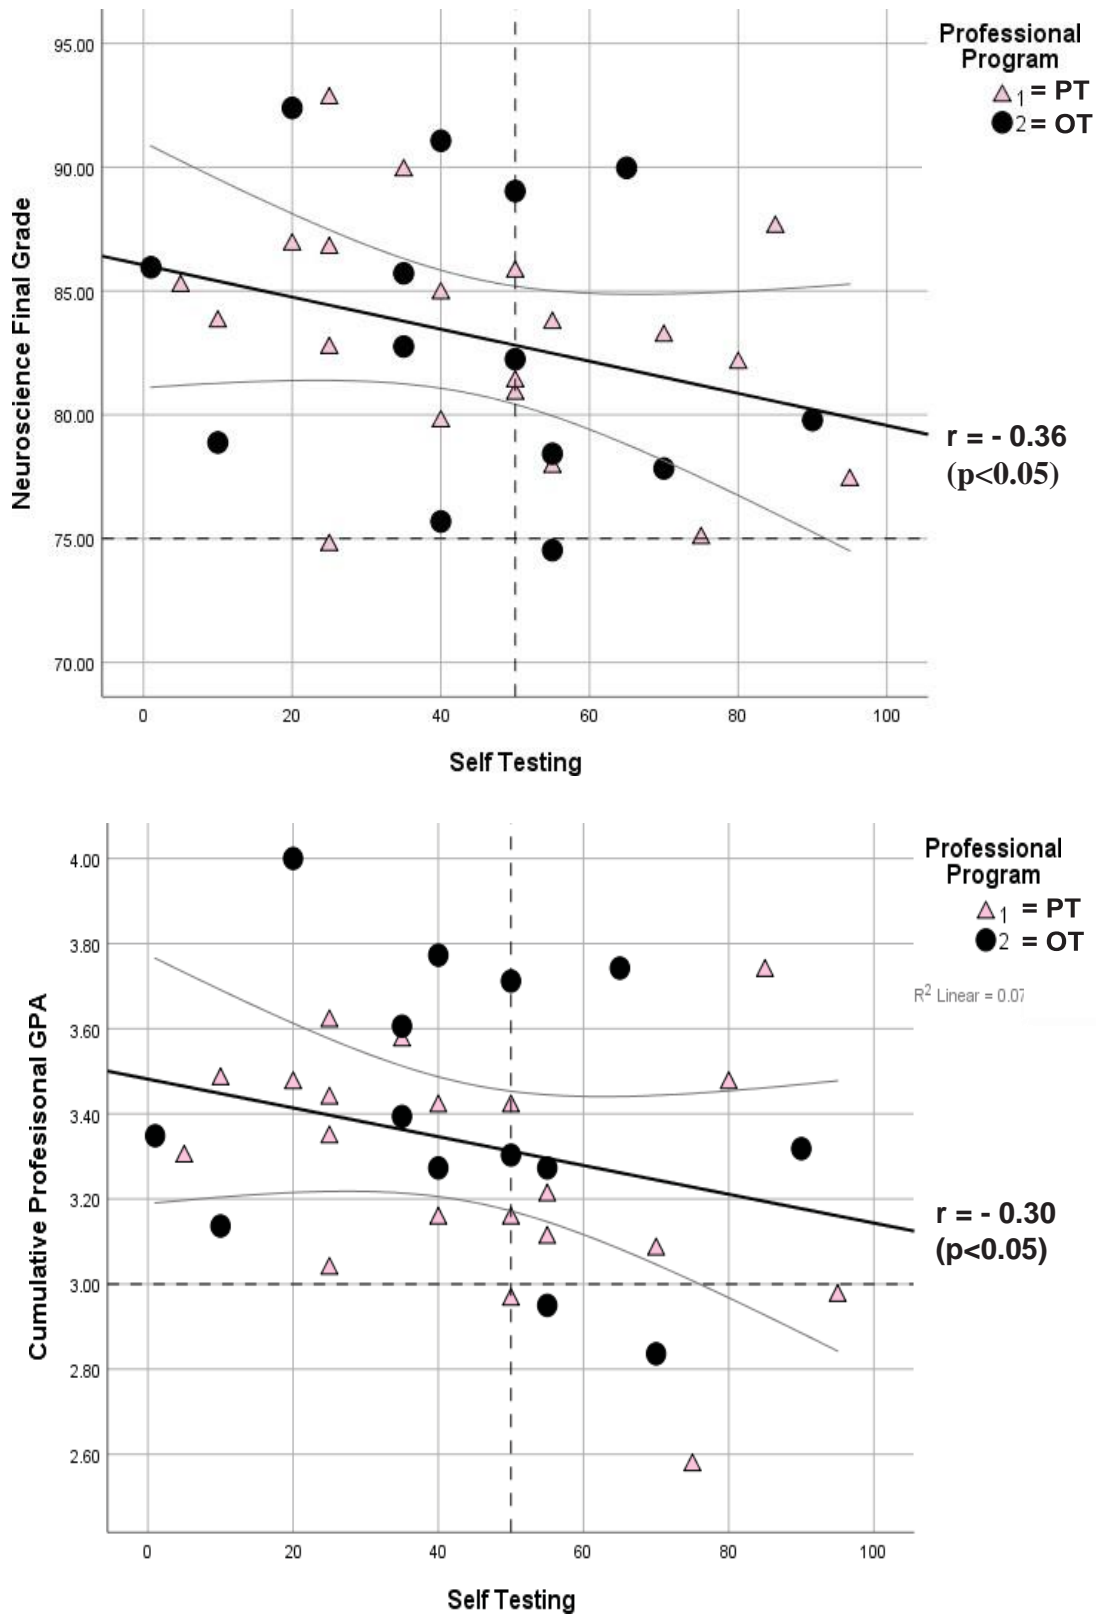 Professional
Program
1 = PT
2 = OT
95.00
90.00
85.00
80.00
75.00
70.00
Neuroscience Final Grade
r = - 0.36
(p<0.05)
0 20 40 60 80 100
Self Testing
Professional
Program
1 = PT
2 = OT
R2 Linear = 0.07
4.00
3.80
3.60
3.40
3.20
3.00
2.80
2.60
Cumulative Profesisonal GPA
r = - 0.30
(p<0.05)
0 20 40 60 80 100
Self Testing